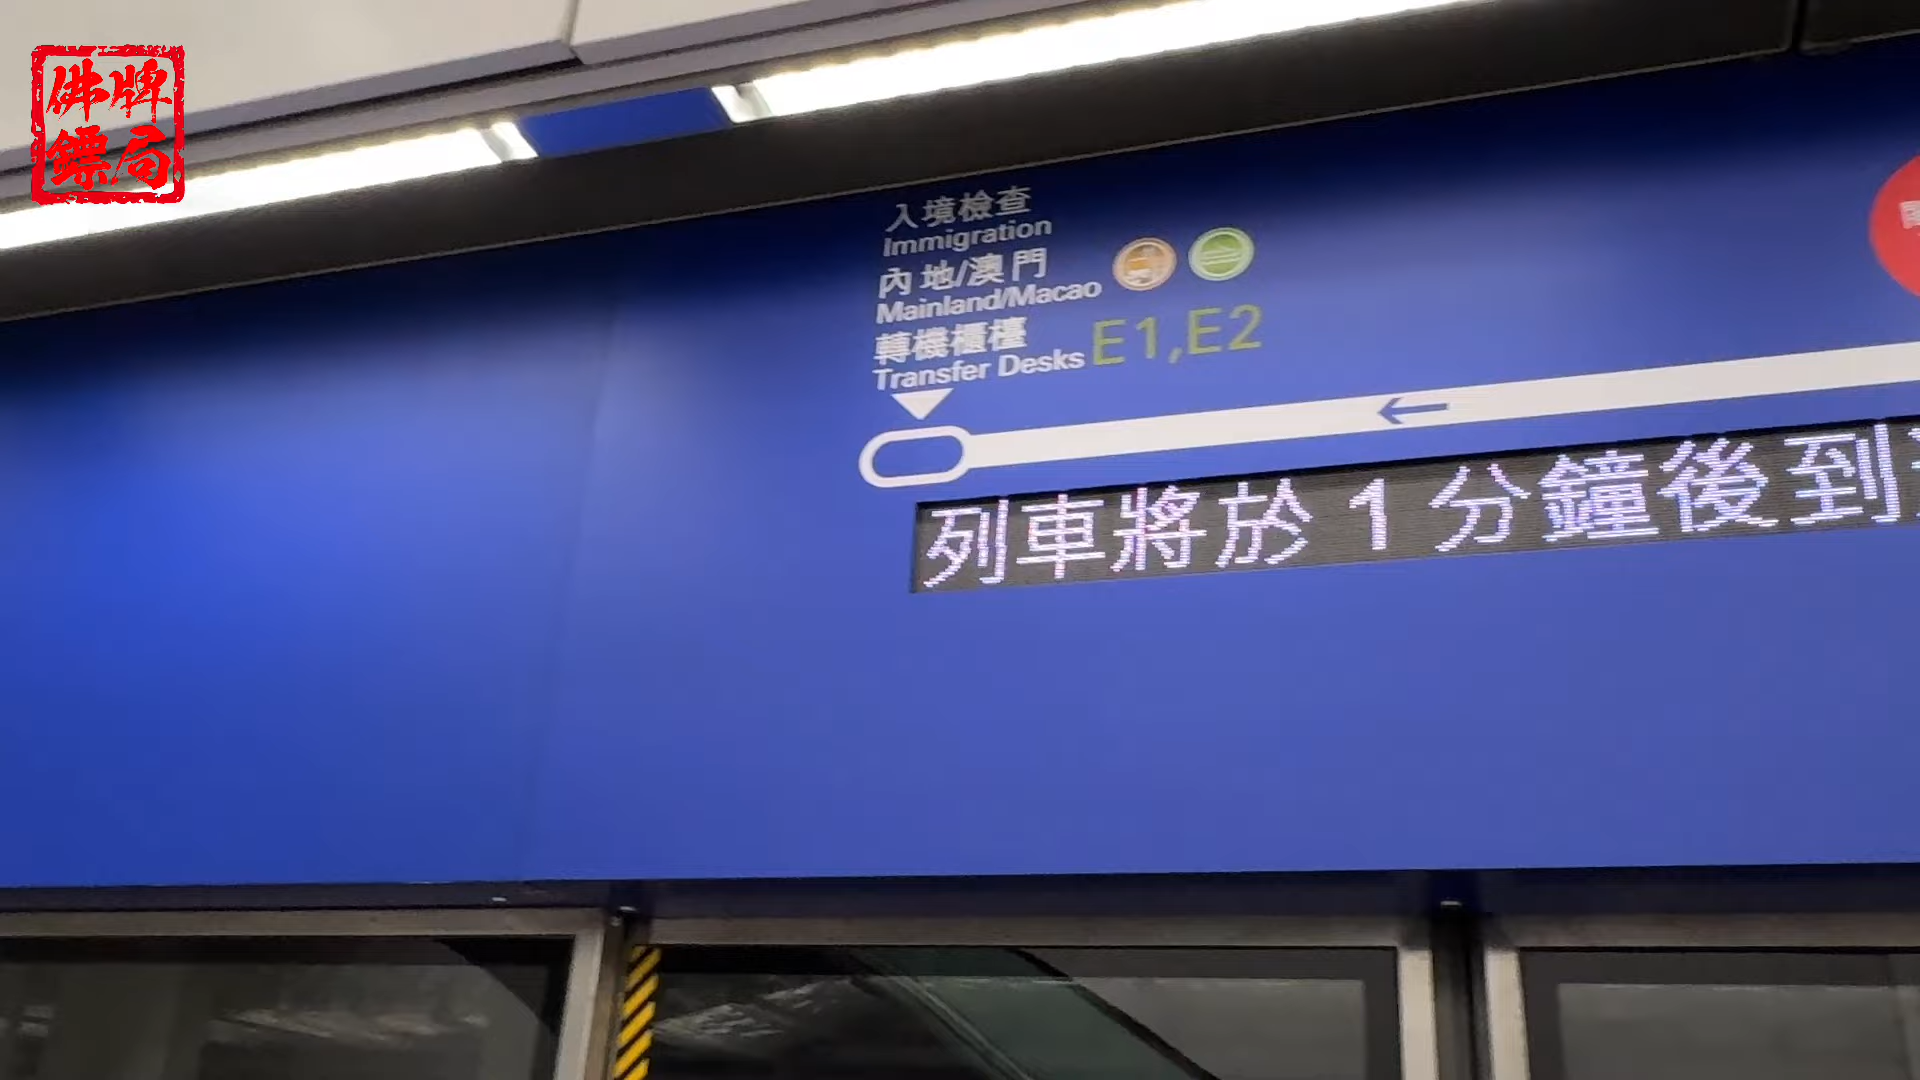 佛牌
鏢局
入境檢查
Immigration
內地/澳門
Mainland/Macao
轉機櫃檯
Transfer Desks
E1,E2
列車將於 1 分鐘後到